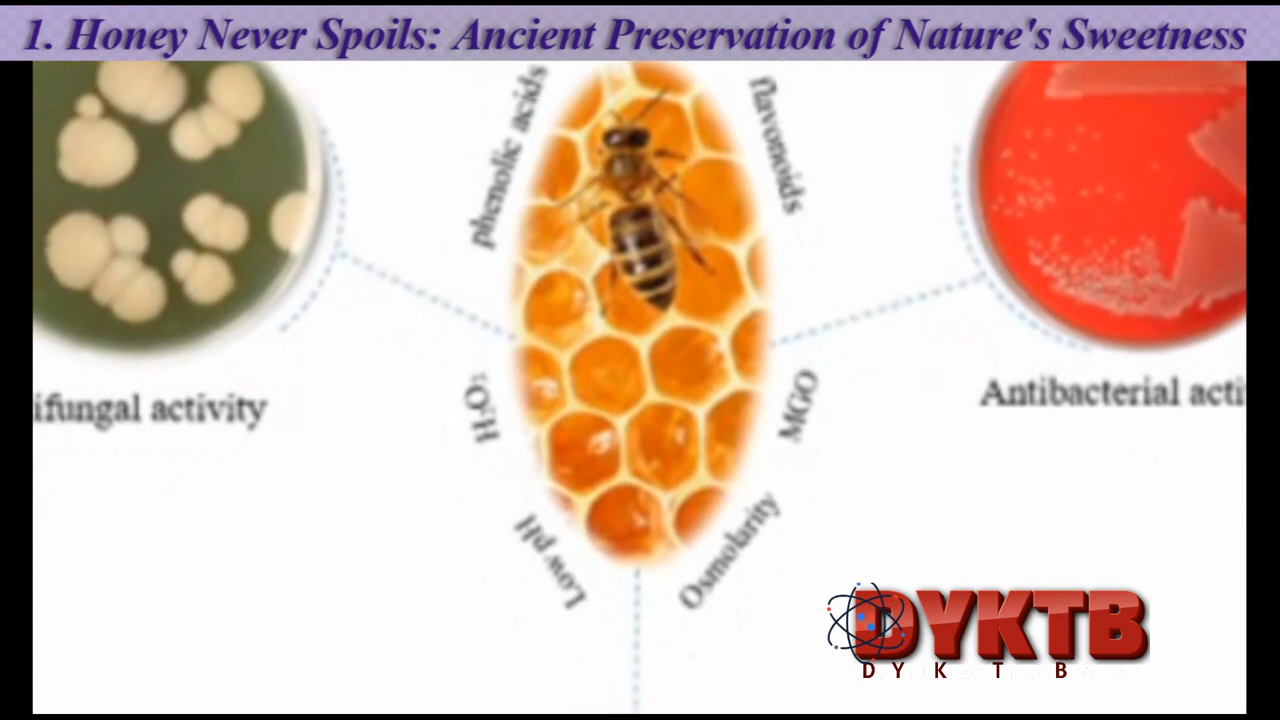 1. Honey Never Spoils: Ancient Preservation of Nature's Sweetness
phenolic acids
flavonoids
ifungal activity
H₂O₂
MGO
Antibacterial acti
Low pH
Osmolarity
DYKTB
D Y K T B